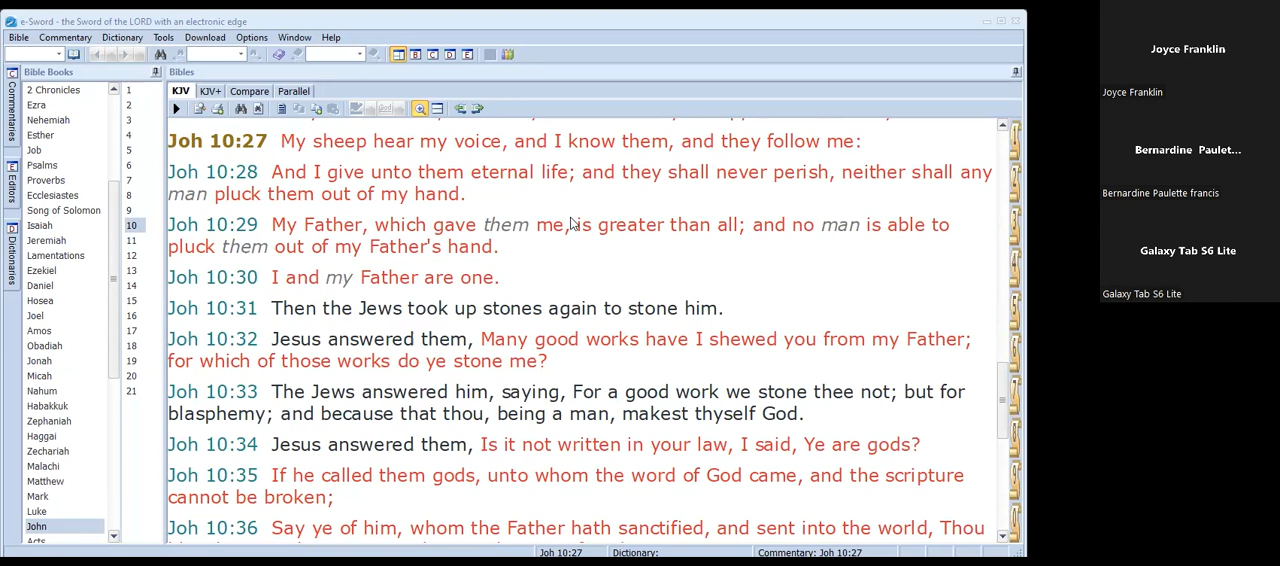 e-Sword - the Sword of the LORD with an electronic edge
Bible Commentary Dictionary Tools Download Options Window Help
B C D E
Bible Books
Bibles
C Commentaries
E Editors
D Dictionaries
2 Chronicles
Ezra
Nehemiah
Esther
Job
Psalms
Proverbs
Ecclesiastes
Song of Solomon
Isaiah
Jeremiah
Lamentations
Ezekiel
Daniel
Hosea
Joel
Amos
Obadiah
Jonah
Micah
Nahum
Habakkuk
Zephaniah
Haggai
Zechariah
Malachi
Matthew
Mark
Luke
John
Acts
1
2
3
4
5
6
7
8
9
10
11
12
13
14
15
16
17
18
19
20
21
KJV KJV+ Compare Parallel
Joh 10:27 My sheep hear my voice, and I know them, and they follow me:
Joh 10:28 And I give unto them eternal life; and they shall never perish, neither shall any
man pluck them out of my hand.
Joh 10:29 My Father, which gave them me, is greater than all; and no man is able to
pluck them out of my Father's hand.
Joh 10:30 I and my Father are one.
Joh 10:31 Then the Jews took up stones again to stone him.
Joh 10:32 Jesus answered them, Many good works have I shewed you from my Father;
for which of those works do ye stone me?
Joh 10:33 The Jews answered him, saying, For a good work we stone thee not; but for
blasphemy; and because that thou, being a man, makest thyself God.
Joh 10:34 Jesus answered them, Is it not written in your law, I said, Ye are gods?
Joh 10:35 If he called them gods, unto whom the word of God came, and the scripture
cannot be broken;
Joh 10:36 Say ye of him, whom the Father hath sanctified, and sent into the world, Thou
Joh 10:27 Dictionary: Commentary: Joh 10:27
Joyce Franklin
Joyce Franklin
Bernardine Paulet...
Bernardine Paulette francis
Galaxy Tab S6 Lite
Galaxy Tab S6 Lite